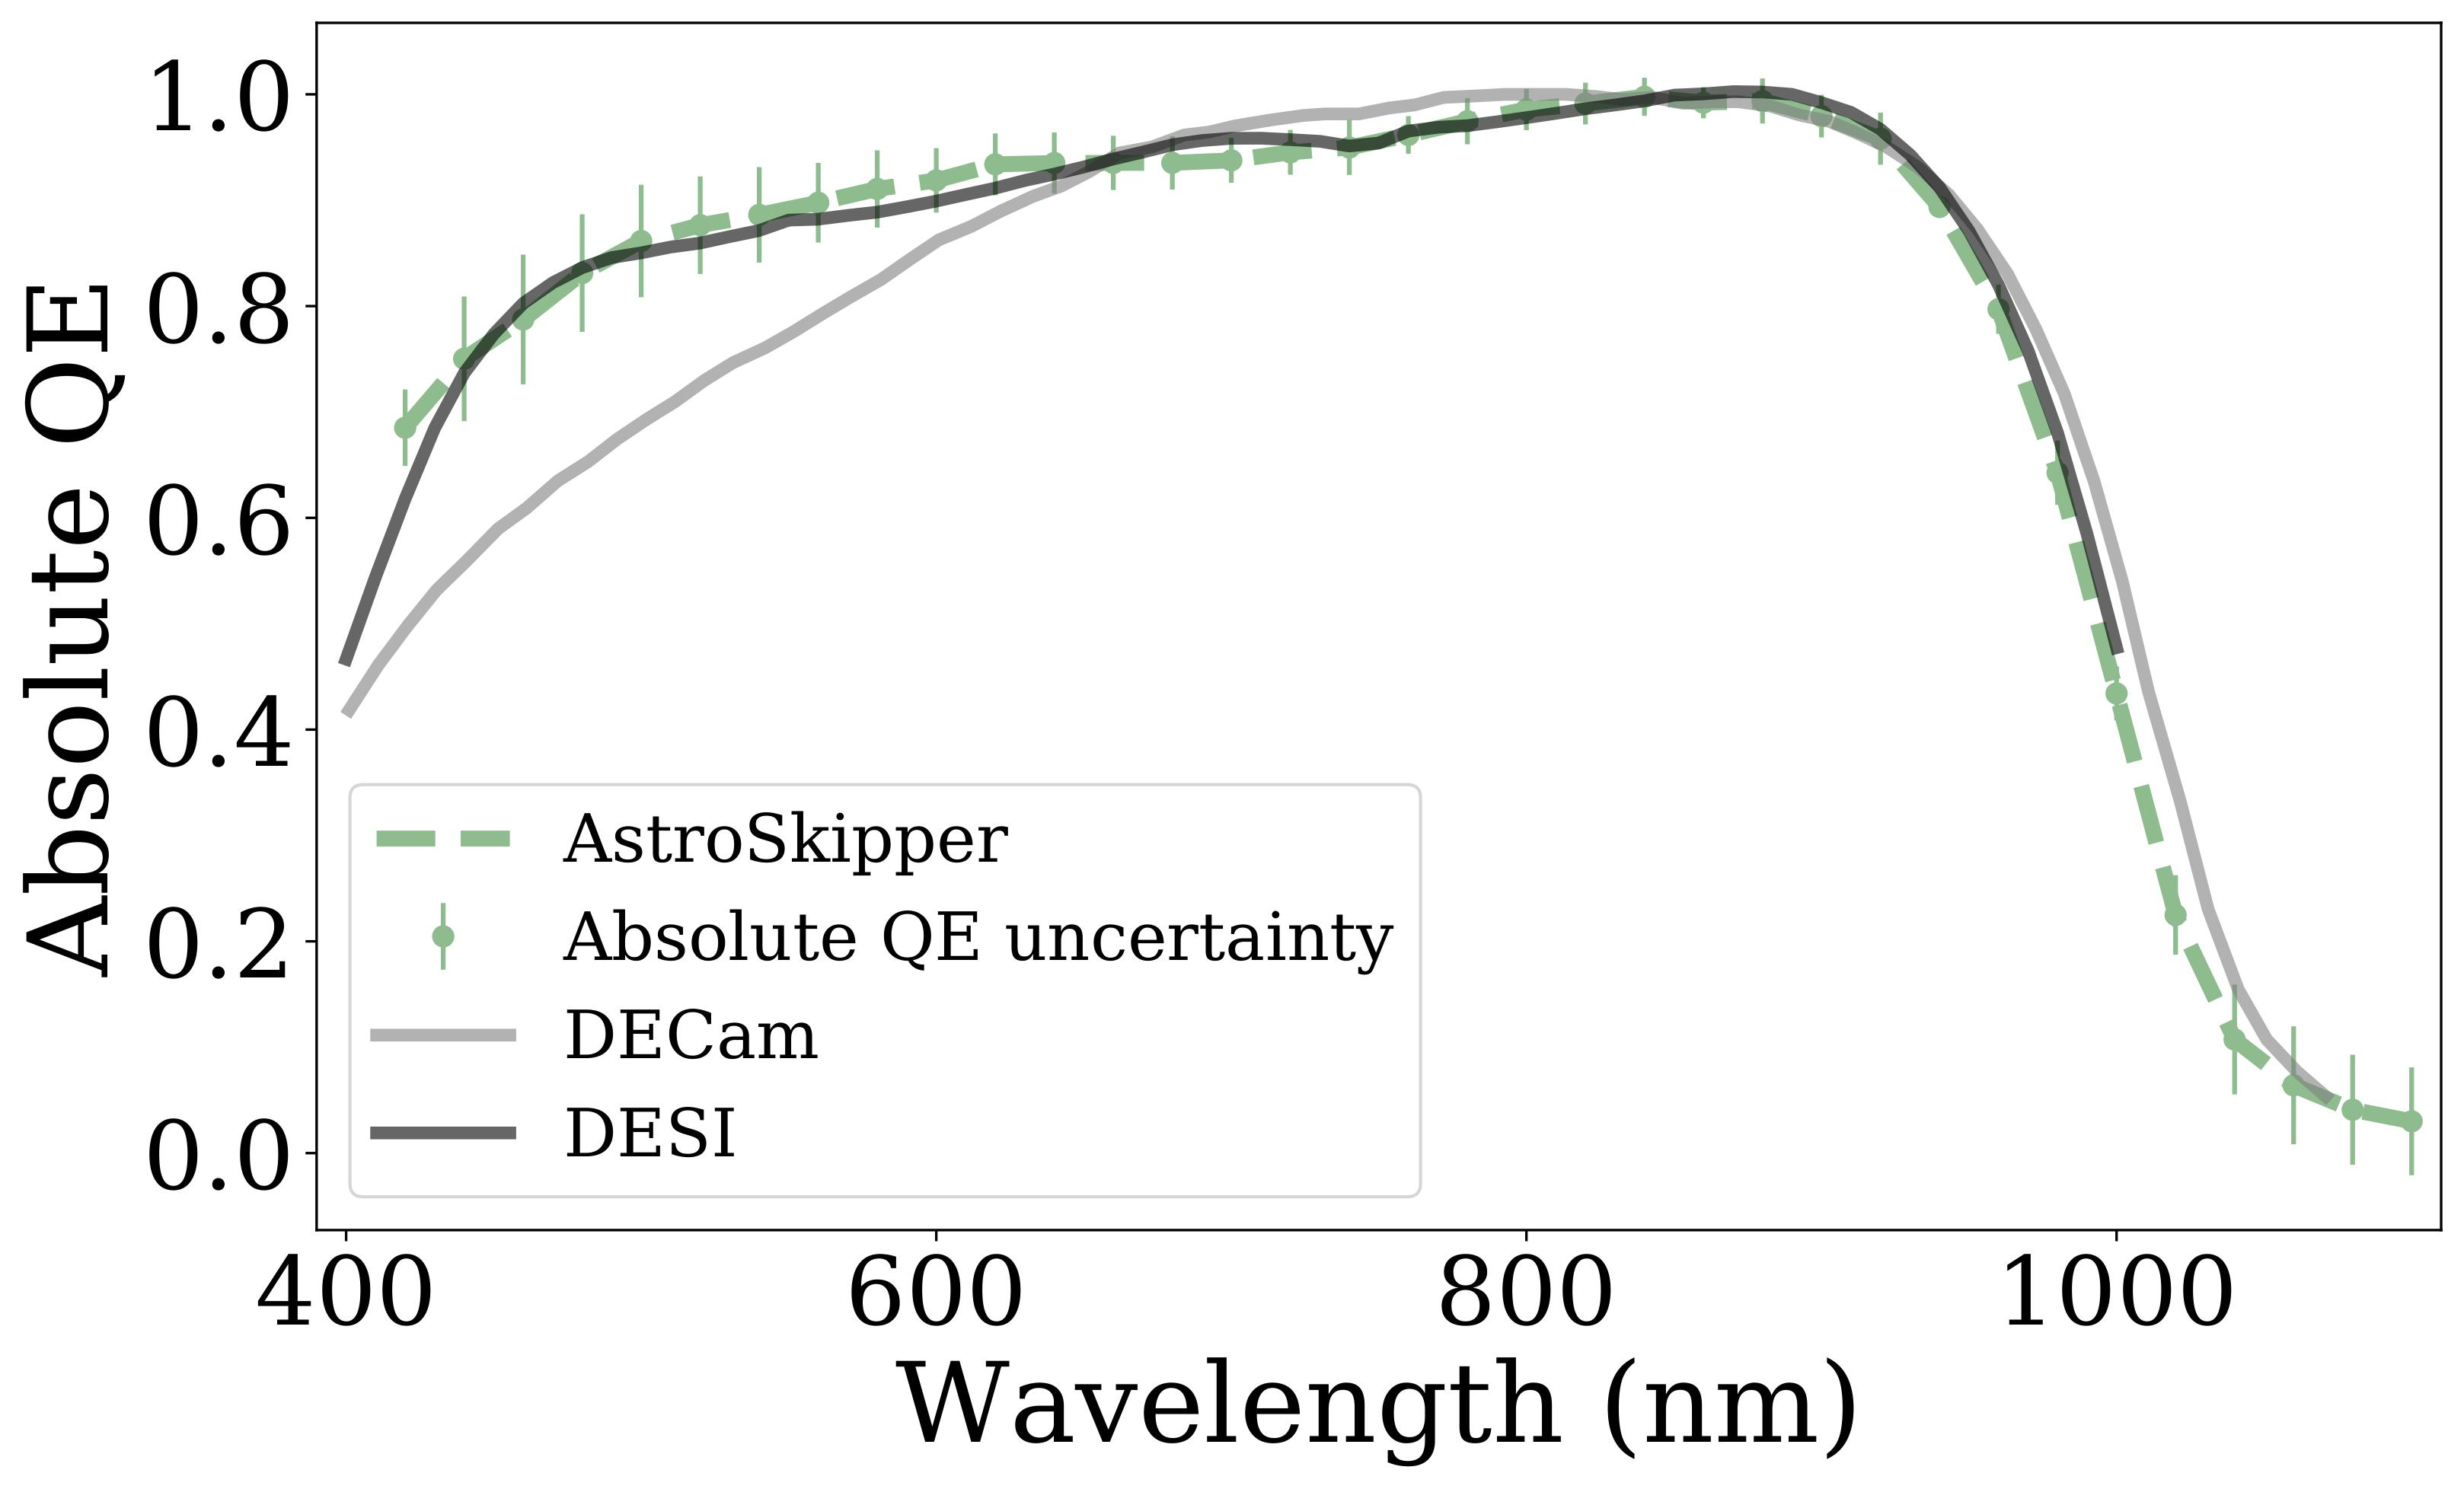 Absolute QE
1.0
0.8
0.6
0.4
0.2
0.0
AstroSkipper
Absolute QE uncertainty
DECam
DESI
400 600 800 1000
Wavelength (nm)